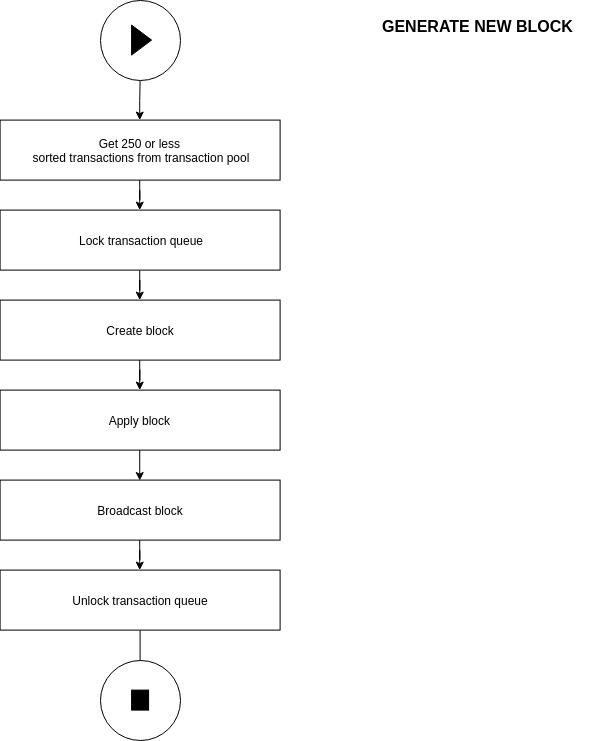 GENERATE NEW BLOCK
Get 250 or less
sorted transactions from transaction pool
Lock transaction queue
Create block
Apply block
Broadcast block
Unlock transaction queue